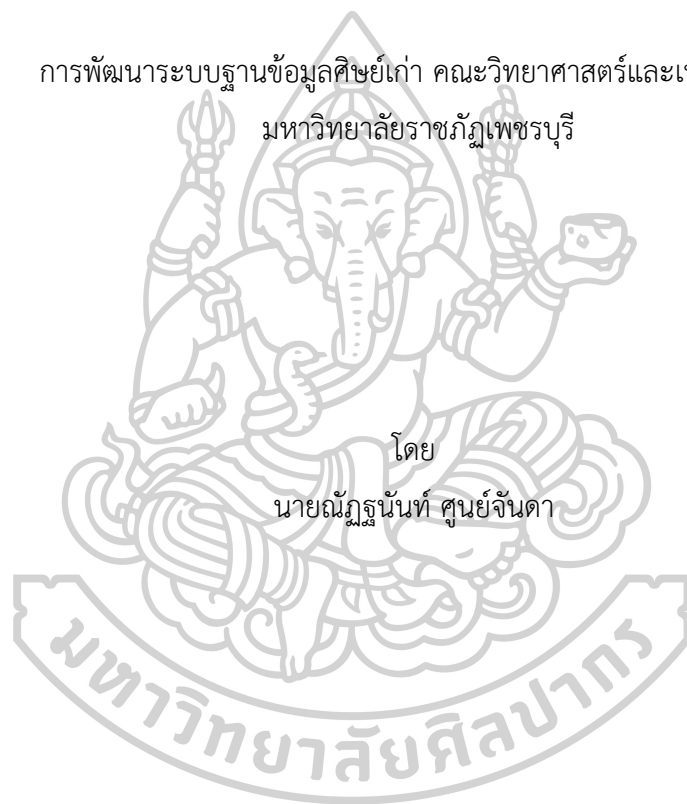 การพัฒนาระบบฐานข้อมูลศิษย์เก่า คณะวิทยาศาสตร์และ
มหาวิทยาลัยราชภัฏเพชรบุรี
โดย
นายณัฏฐนันท์ ศูนย์จันดา
มหาวิทยาลัยศิลปากร